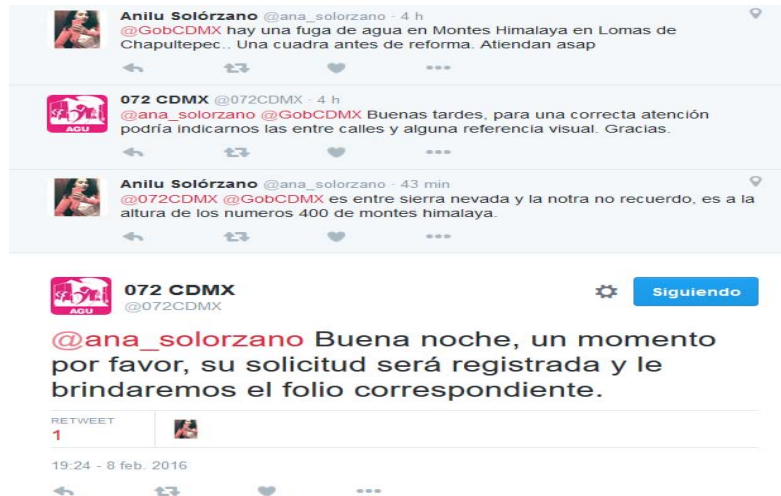 Anilu Solórzano @ana_solorzano · 4 h
@GobCDMX hay una fuga de agua en Montes Himalaya en Lomas de
Chapultepec.. Una cuadra antes de reforma. Atiendan asap
072 CDMX @072CDMX · 4 h
@ana_solorzano @GobCDMX Buenas tardes, para una correcta atención
podría indicarnos las entre calles y alguna referencia visual. Gracias.
AGU
Anilu Solórzano @ana_solorzano · 43 min
@072CDMX @GobCDMX es entre sierra nevada y la notra no recuerdo, es a la
altura de los numeros 400 de montes himalaya.
072 CDMX
@072CDMX
AGU
Siguiendo
@ana_solorzano Buena noche, un momento
por favor, su solicitud será registrada y le
brindaremos el folio correspondiente.
RETWEET
1
19:24 - 8 feb. 2016